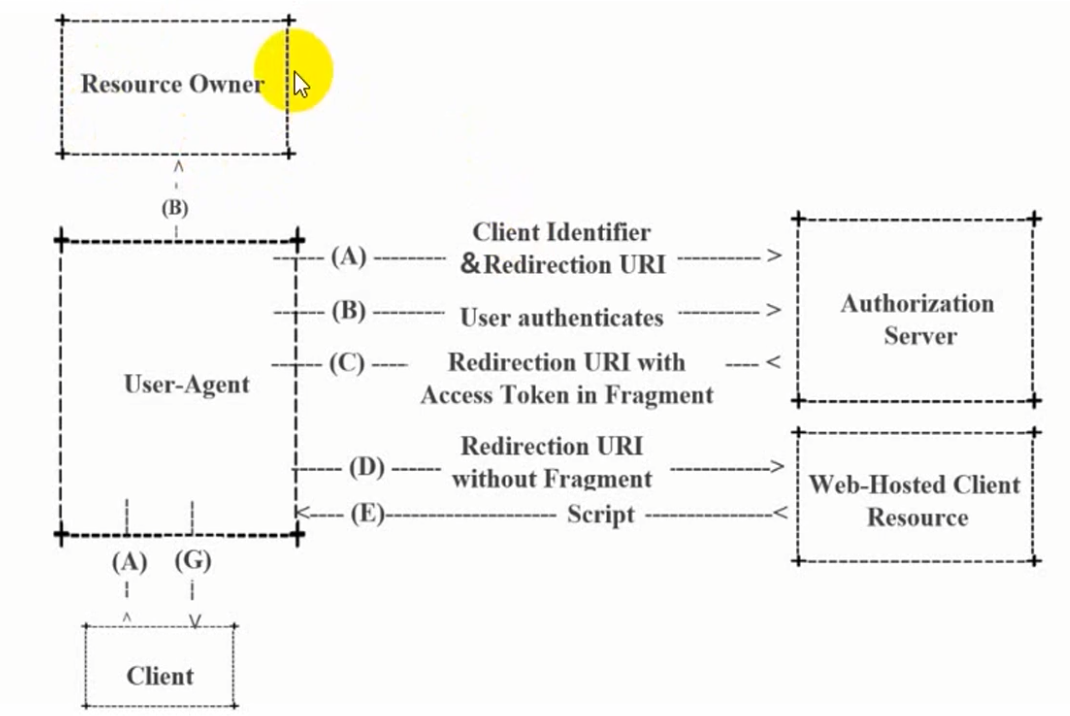 Resource Owner
(B)
(A)
Client Identifier
&Redirection URI
(B)
User authenticates
(C)
Redirection URI with
Access Token in Fragment
Authorization
Server
User-Agent
(D)
Redirection URI
without Fragment
(E)
Script
Web-Hosted Client
Resource
(A) (G)
Client